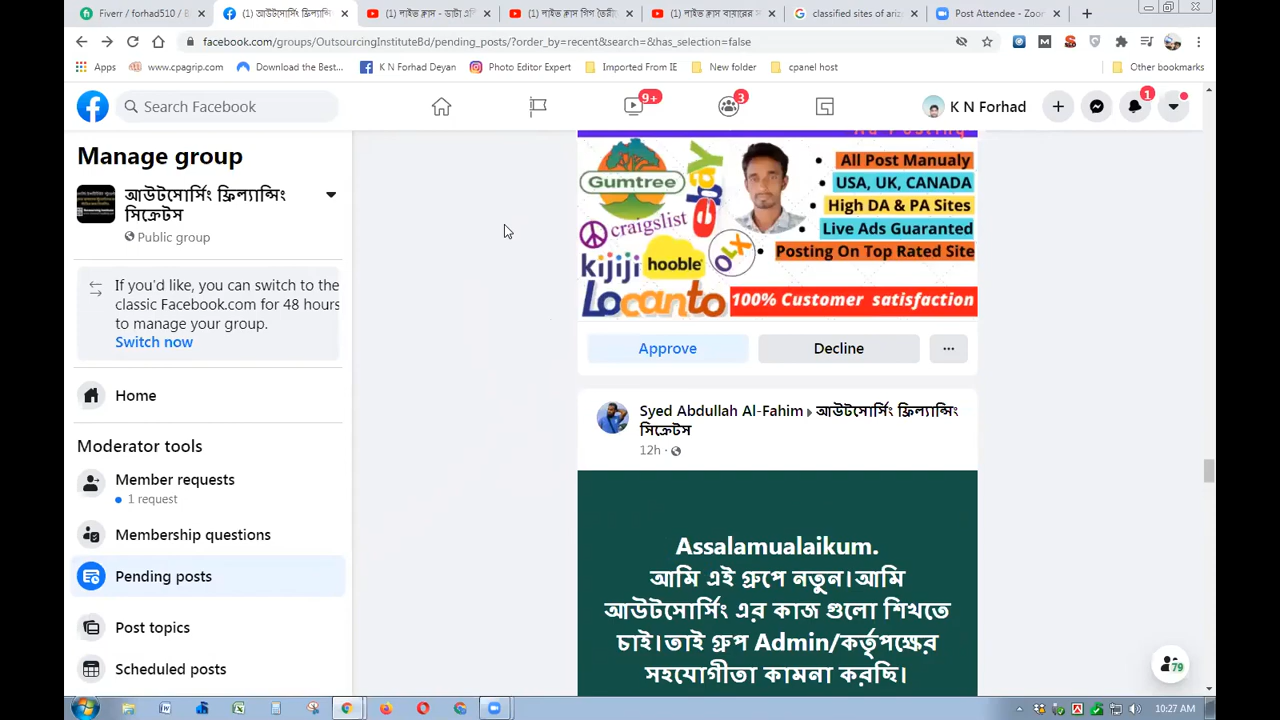 Fiverr / forhad510 / B
(1) আউটসোর্সিং ফ্রিল্যান্সি
(1) লাইভ ক্লাস - ডাটা এন্ট্রি
(1) লাইভ ক্লাস গিগ তৈরী
(1) লাইভ ক্লাস বায়ারের স
classified sites of ariz
Post Attendee - Zoom
facebook.com/groups/OutsourcingInstituteBd/pending_posts/?order_by=recent&search=&has_selection=false
Apps
www.cpagrip.com
Download the Best...
K N Forhad Deyan
Photo Editor Expert
Imported From IE
New folder
cpanel host
Other bookmarks
Search Facebook
9+
3
K N Forhad
1
Manage group
আউটসোর্সিং ফ্রিল্যান্সিং
সিক্রেটস
Public group
If you'd like, you can switch to the
classic Facebook.com for 48 hours
to manage your group.
Switch now
Home
Moderator tools
Member requests
1 request
Membership questions
Pending posts
Post topics
Scheduled posts
Ad Posting
Gumtree
ebay
craigslist
kijiji
hooble
OLX
Locanto
All Post Manualy
USA, UK, CANADA
High DA & PA Sites
Live Ads Guaranted
Posting On Top Rated Site
100% Customer satisfaction
Approve
Decline
Syed Abdullah Al-Fahim ▸ আউটসোর্সিং ফ্রিল্যান্সিং
সিক্রেটস
12h
Assalamualaikum.
আমি এই গ্রুপে নতুন।আমি
আউটসোর্সিং এর কাজ গুলো শিখতে
চাই।তাই গ্রুপ Admin/কর্তৃপক্ষের
সহযোগীতা কামনা করছি।
79
10:27 AM